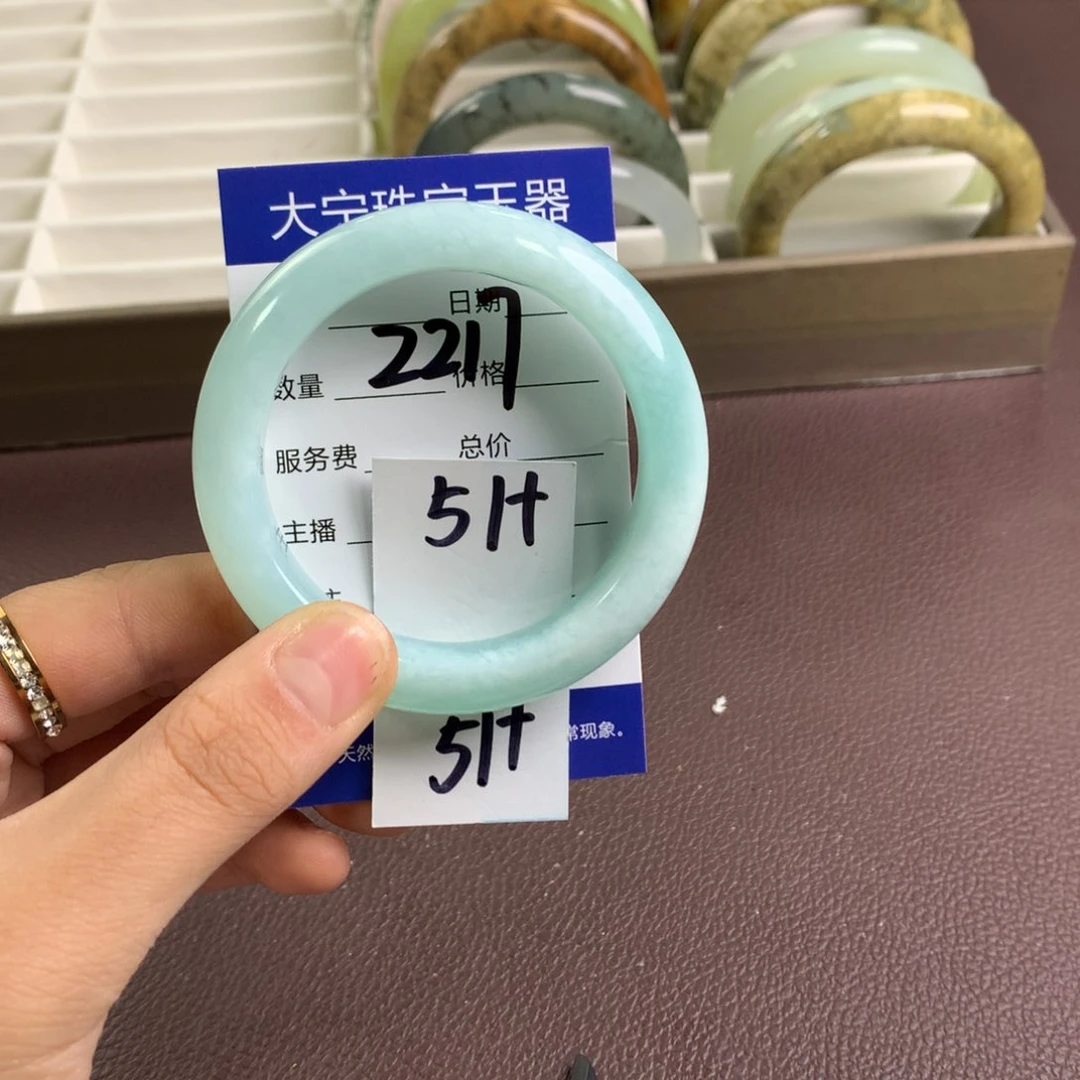 大宁珠宝玉器
日期
2217
数量 价格
服务费 总价
主播
51t
51t
天然 常现象。